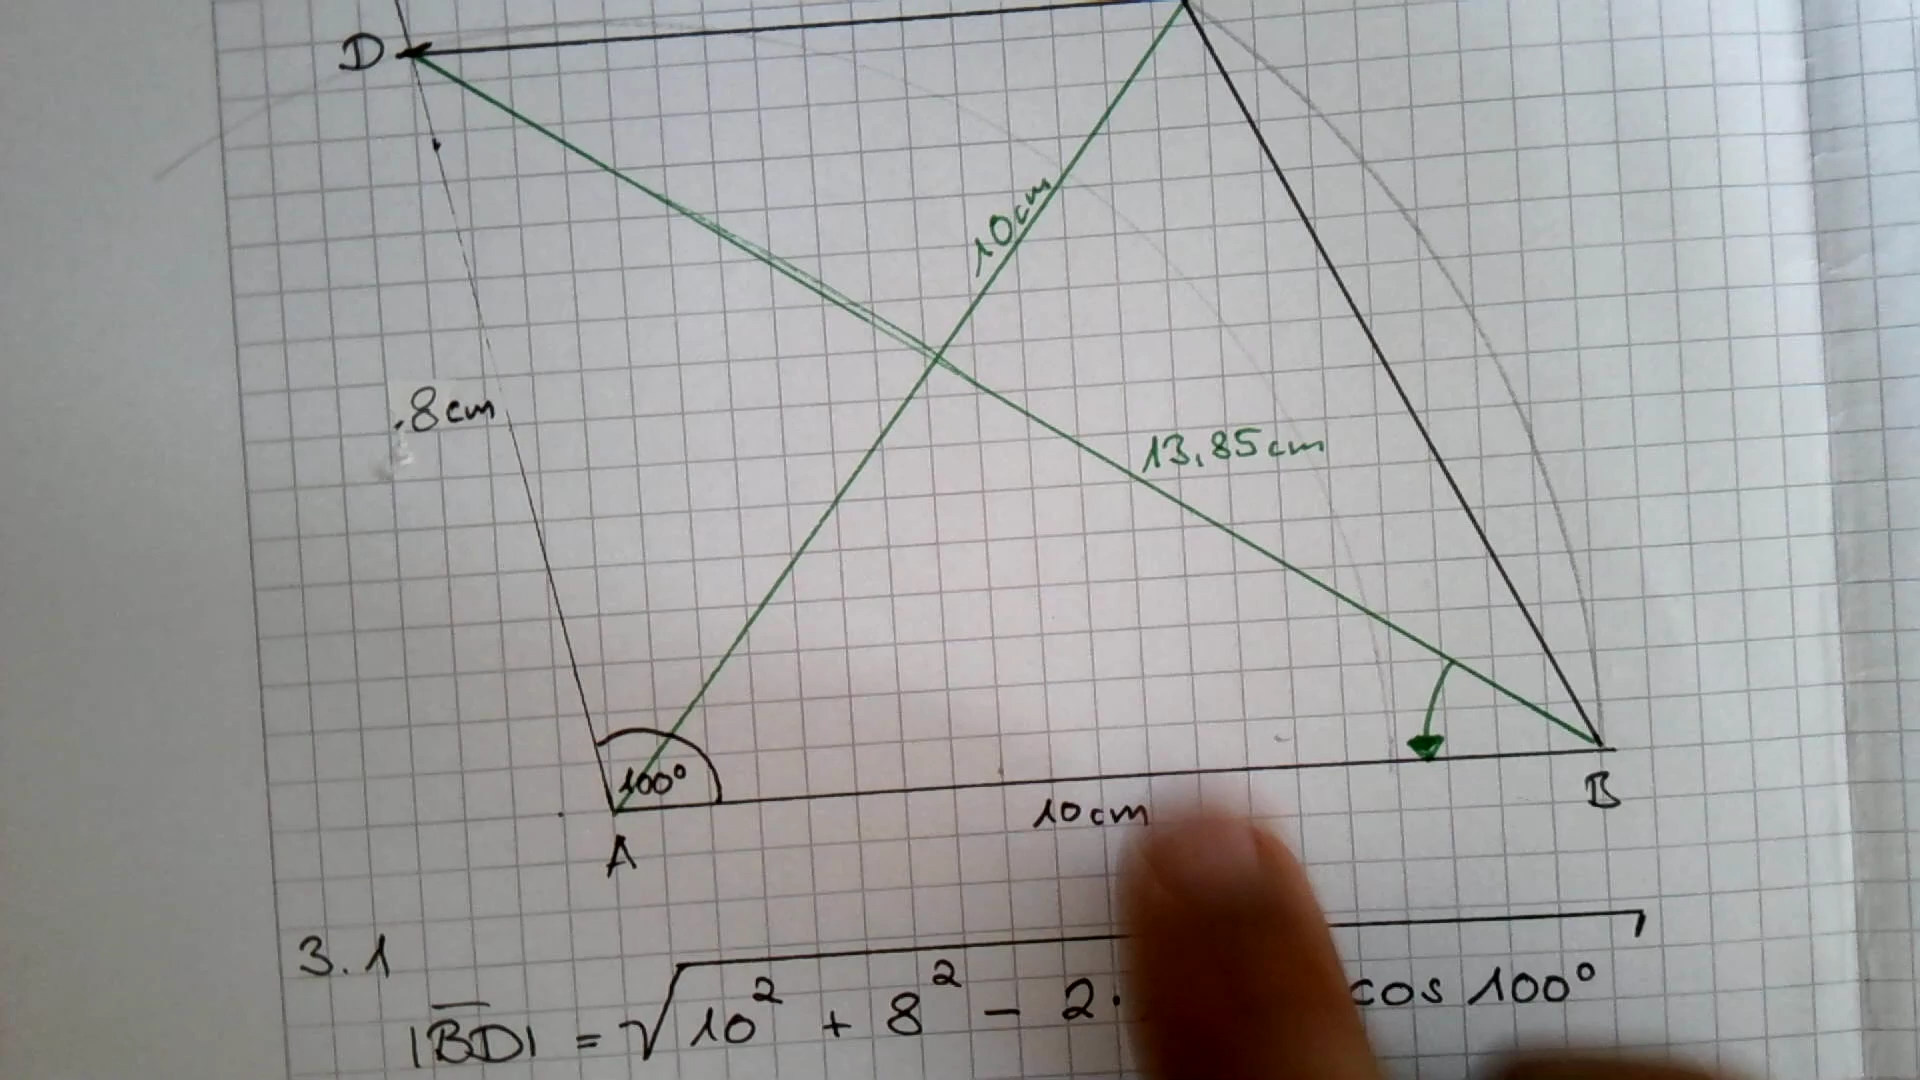 D
10cm
.8cm
13,85cm
100°
10cm
B
A
3.1
|BD| = √10² + 8² - 2· cos 100°